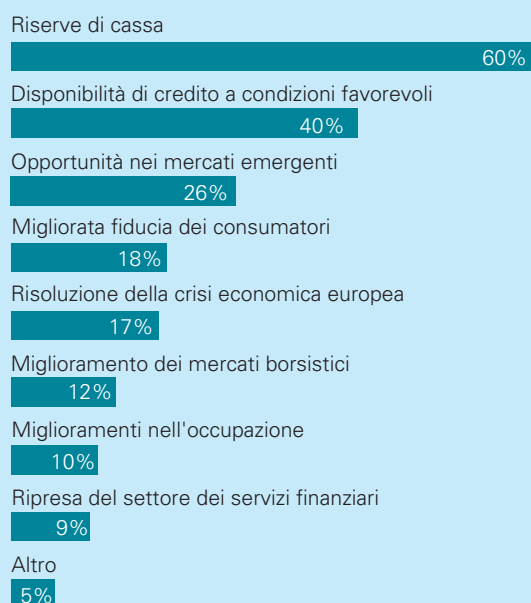 Riserve di cassa
60%
Disponibilità di credito a condizioni favorevoli
40%
Opportunità nei mercati emergenti
26%
Migliorata fiducia dei consumatori
18%
Risoluzione della crisi economica europea
17%
Miglioramento dei mercati borsistici
12%
Miglioramenti nell'occupazione
10%
Ripresa del settore dei servizi finanziari
9%
Altro
5%